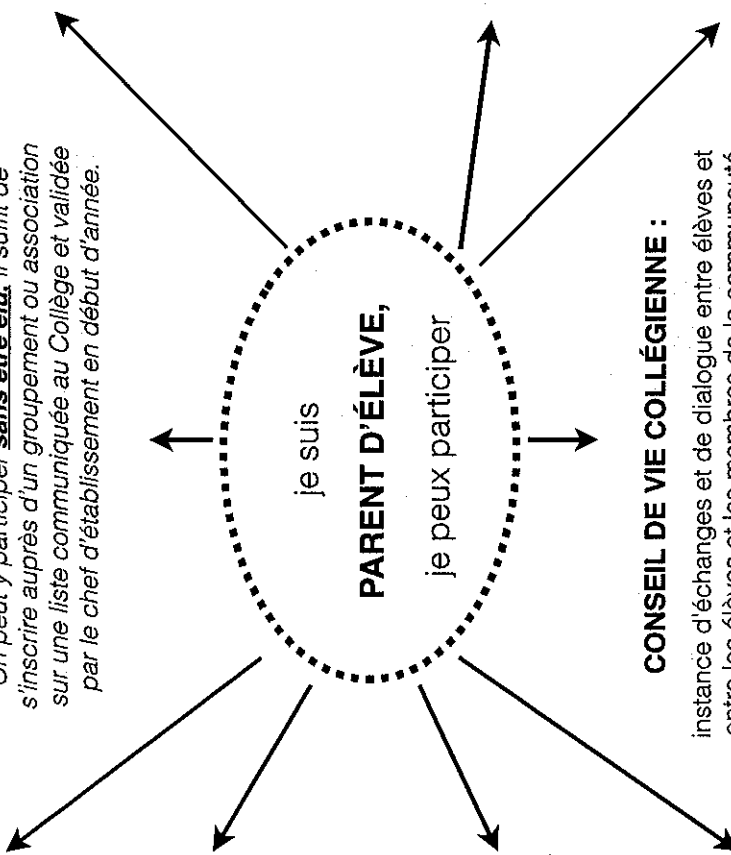 On peut y participer sans être élu. Il suffit de
s'inscrire auprès d'un groupement ou association
sur une liste communiquée au Collège et validée
par le chef d'établissement en début d'année.
je suis
PARENT D'ÉLÈVE,
je peux participer
CONSEIL DE VIE COLLÉGIENNE :
instance d'échanges et de dialogue entre élèves et
entre les élèves et les membres de la communauté